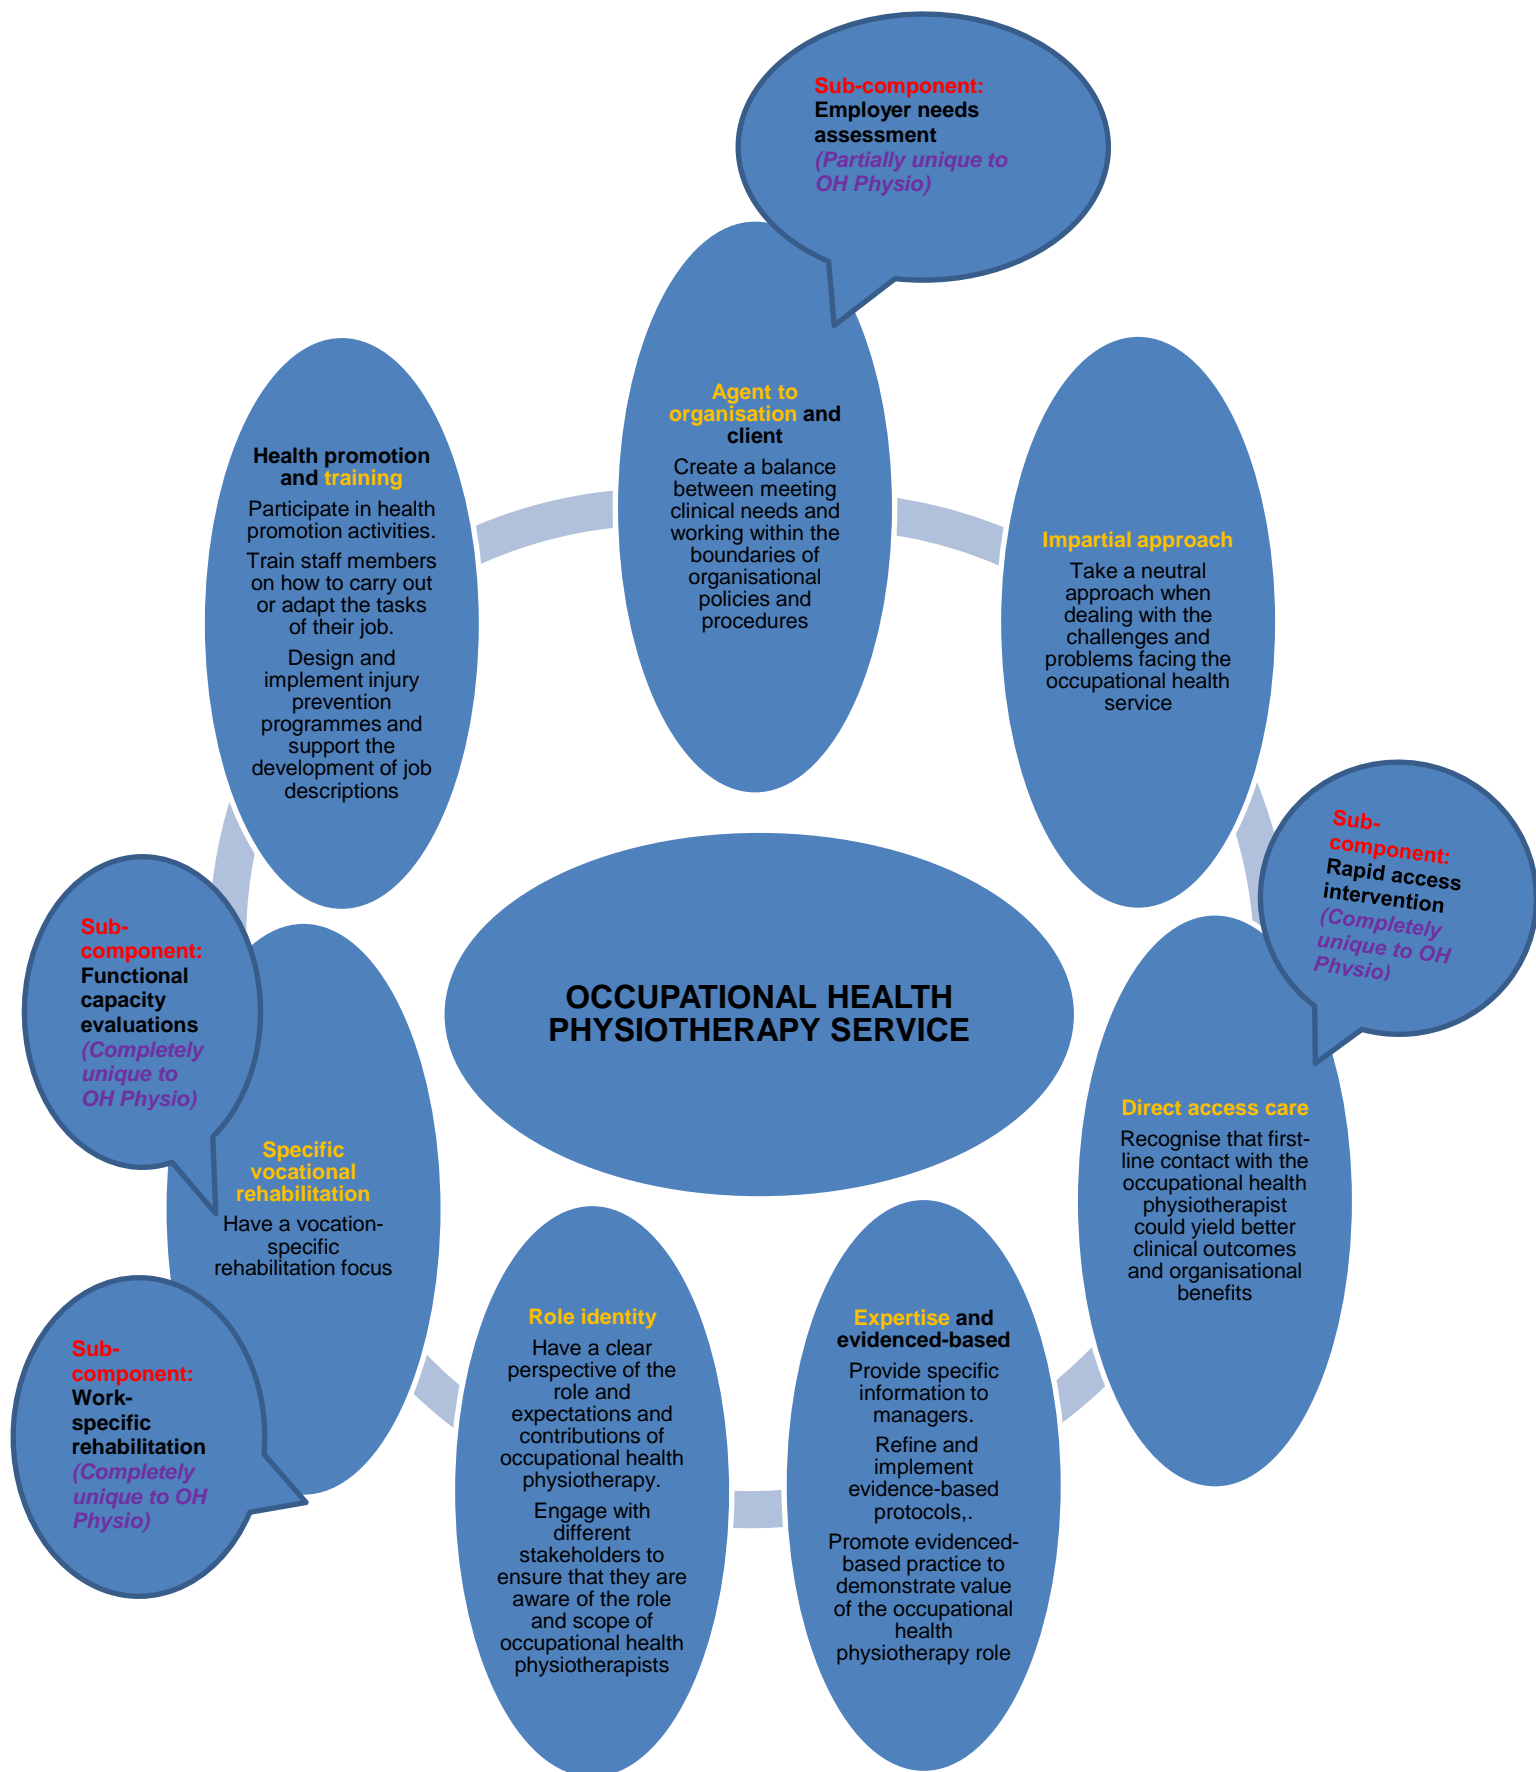 Sub-component:
Employer needs
assessment
(Partially unique to
OH Physio)
Agent to
organisation and
client
Create a balance
between meeting
clinical needs and
working within the
boundaries of
organisational
policies and
procedures
Health promotion
and training
Participate in health
promotion activities.
Train staff members
on how to carry out
or adapt the tasks
of their job.
Design and
implement injury
prevention
programmes and
support the
development of job
descriptions
Impartial approach
Take a neutral
approach when
dealing with the
challenges and
problems facing the
occupational health
service
Sub-
component:
Rapid access
intervention
(Completely
unique to OH
Physio)
Sub-
component:
Functional
capacity
evaluations
(Completely
unique to
OH Physio)
OCCUPATIONAL HEALTH
PHYSIOTHERAPY SERVICE
Direct access care
Recognise that first-
line contact with the
occupational health
physiotherapist
could yield better
clinical outcomes
and organisational
benefits
Specific
vocational
rehabilitation
Have a vocation-
specific
rehabilitation focus
Sub-
component:
Work-
specific
rehabilitation
(Completely
unique to OH
Physio)
Role identity
Have a clear
perspective of the
role and
expectations and
contributions of
occupational health
physiotherapy.
Engage with
different
stakeholders to
ensure that they are
aware of the role
and scope of
occupational health
physiotherapists
Expertise and
evidenced-based
Provide specific
information to
managers.
Refine and
implement
evidence-based
protocols,.
Promote evidenced-
based practice to
demonstrate value
of the occupational
health
physiotherapy role